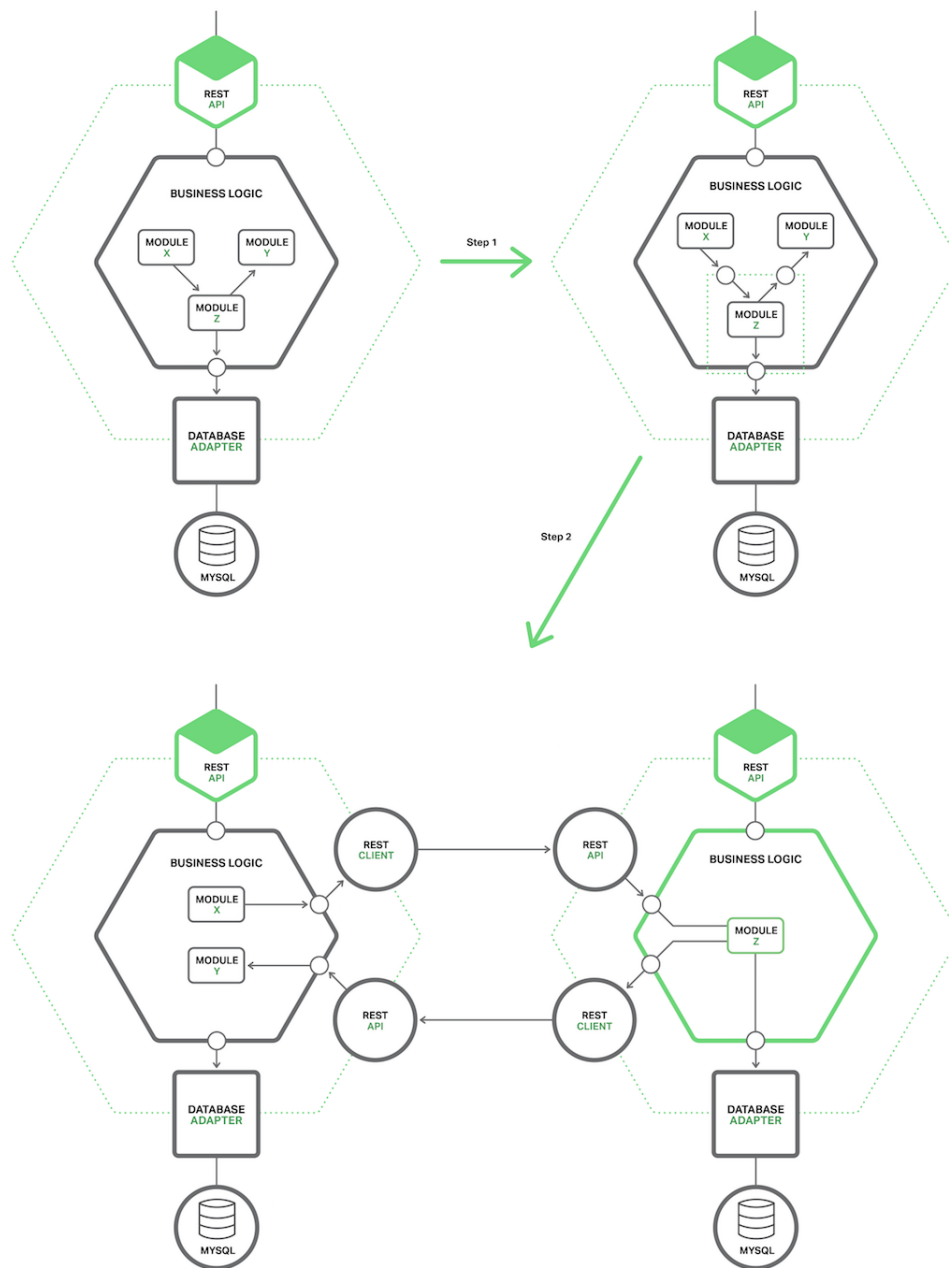 REST
API
BUSINESS LOGIC
MODULE
X
MODULE
Y
MODULE
Z
DATABASE
ADAPTER
MYSQL
Step 1
REST
API
BUSINESS LOGIC
MODULE
X
MODULE
Y
MODULE
Z
DATABASE
ADAPTER
MYSQL
Step 2
REST
API
BUSINESS LOGIC
MODULE
X
MODULE
Y
REST
CLIENT
REST
API
DATABASE
ADAPTER
MYSQL
REST
API
REST
API
BUSINESS LOGIC
MODULE
Z
REST
CLIENT
DATABASE
ADAPTER
MYSQL